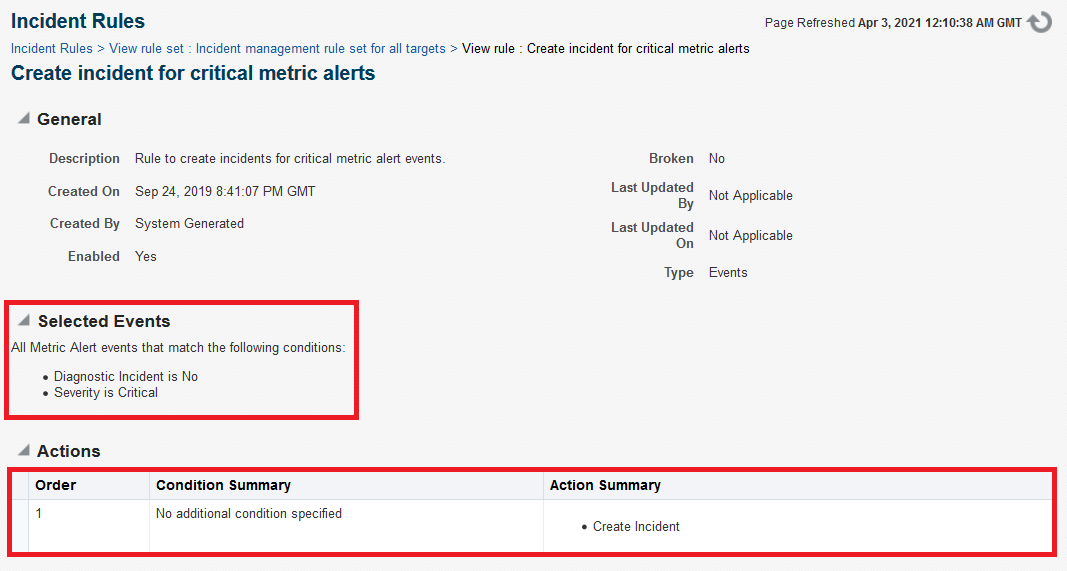 Incident Rules
Page Refreshed Apr 3, 2021 12:10:38 AM GMT
Incident Rules > View rule set : Incident management rule set for all targets > View rule : Create incident for critical metric alerts
Create incident for critical metric alerts
General
Description Rule to create incidents for critical metric alert events.
Created On Sep 24, 2019 8:41:07 PM GMT
Created By System Generated
Enabled Yes
Broken No
Last Updated
By Not Applicable
Last Updated
On Not Applicable
Type Events
Selected Events
All Metric Alert events that match the following conditions:
• Diagnostic Incident is No
• Severity is Critical
Actions
Order Condition Summary Action Summary
1 No additional condition specified
• Create Incident